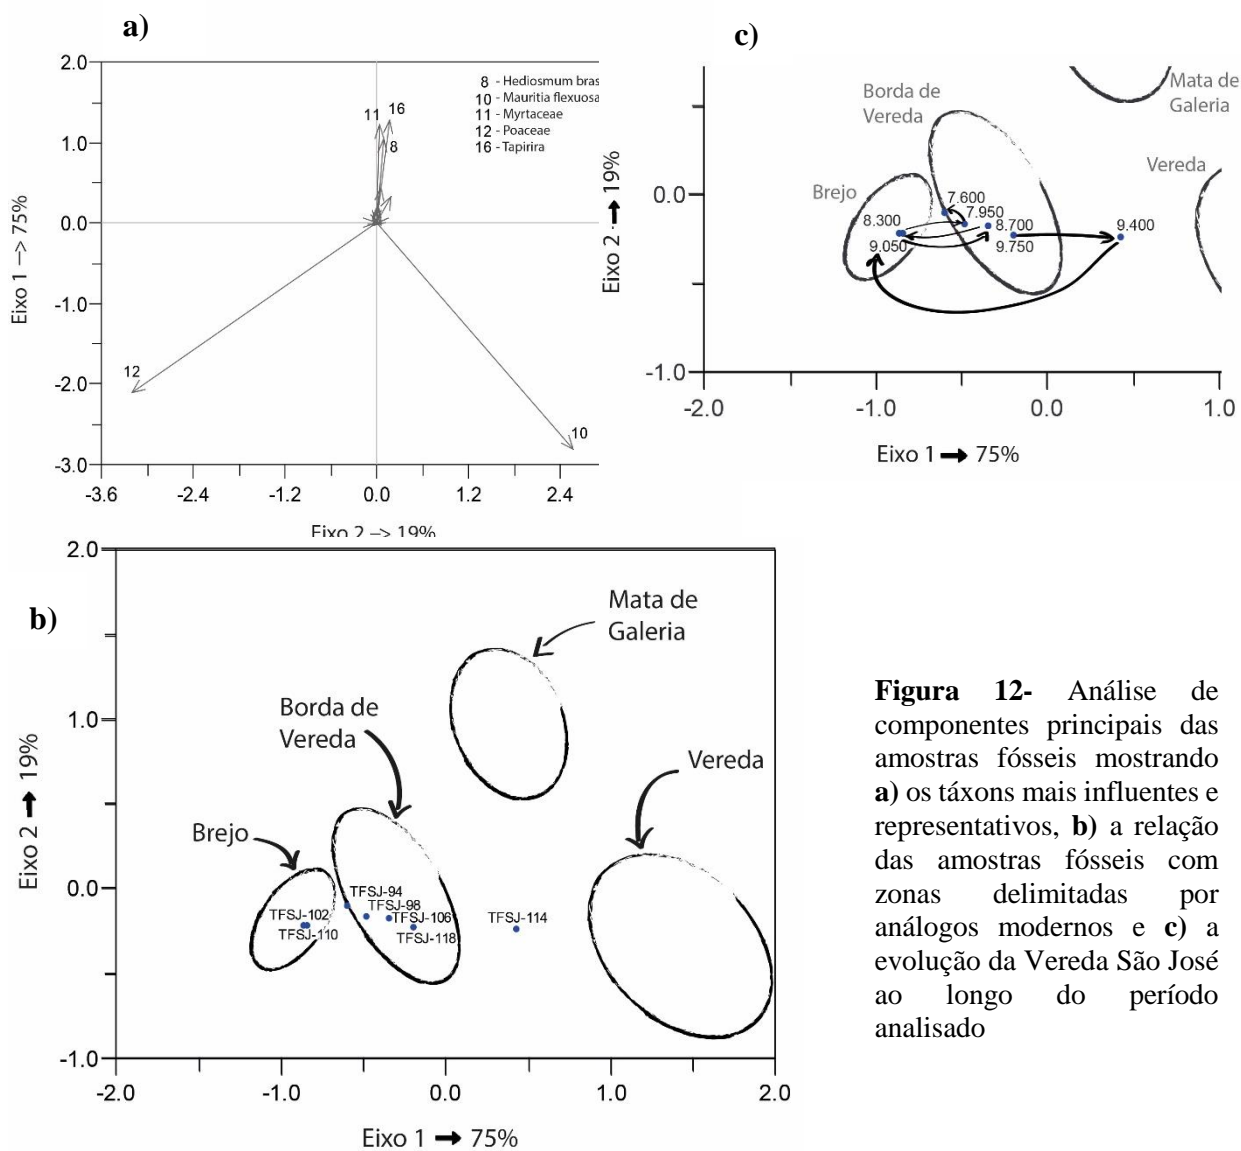 a)
2.0
1.0
0.0
-1.0
-2.0
-3.0
-3.6
-2.4
-1.2
0.0
1.2
2.4
Eixo 1 –> 75%
Eixo 2 –> 19%
11
16
8
12
10
8 - Hediosmum bras
10 - Mauritia flexuosa
11 - Myrtaceae
12 - Poaceae
16 - Tapirira
c)
Borda de
Vereda
Mata de
Galeria
Vereda
Brejo
7.600
7.950
8.300
8.700
9.050
9.750
9.400
0.0
-1.0
-2.0
-1.0
0.0
1.0
Eixo 2 → 19%
Eixo 1 → 75%
b)
2.0
1.0
0.0
-1.0
-2.0
-1.0
0.0
1.0
2.0
Eixo 2 → 19%
Eixo 1 → 75%
Mata de
Galeria
Borda de
Vereda
Vereda
Brejo
TFSJ-94
TFSJ-98
TFSJ-102
TFSJ-106
TFSJ-110
TFSJ-118
TFSJ-114
Figura 12- Análise de
componentes principais das
amostras fósseis mostrando
a) os táxons mais influentes e
representativos, b) a relação
das amostras fósseis com
zonas delimitadas por
análogos modernos e c) a
evolução da Vereda São José
ao longo do período
analisado